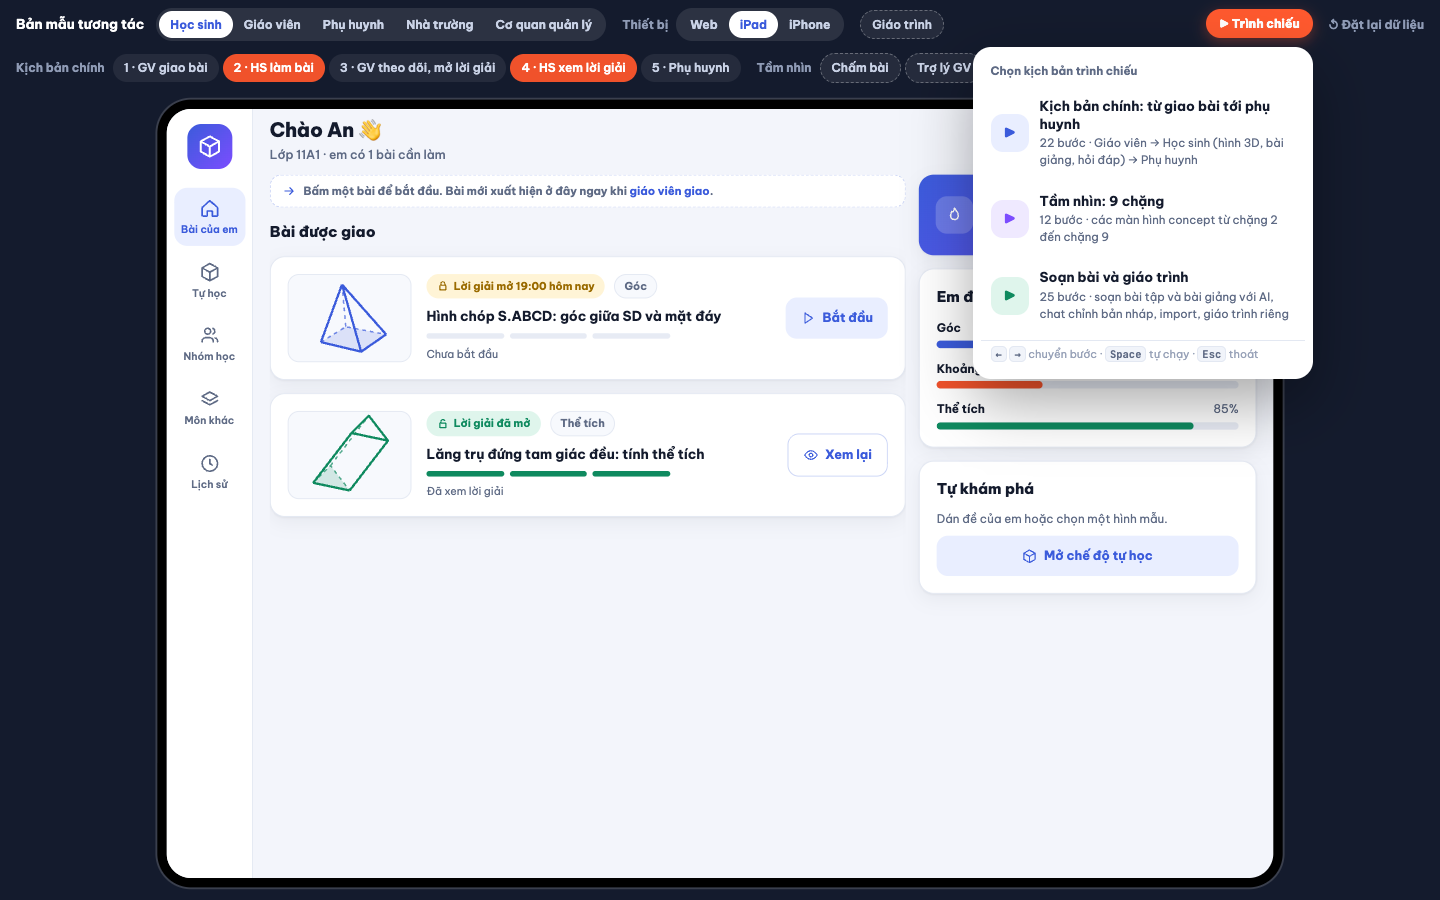 Bản mẫu tương tác
Học sinh
Giáo viên
Phụ huynh
Nhà trường
Cơ quan quản lý
Thiết bị
Web
iPad
iPhone
Giáo trình
Trình chiếu
Đặt lại dữ liệu
Kịch bản chính
1 · GV giao bài
2 · HS làm bài
3 · GV theo dõi, mở lời giải
4 · HS xem lời giải
5 · Phụ huynh
Tầm nhìn
Chấm bài
Trợ lý GV
Chọn kịch bản trình chiếu
Kịch bản chính: từ giao bài tới phụ
huynh
22 bước · Giáo viên → Học sinh (hình 3D, bài
giảng, hỏi đáp) → Phụ huynh
Tầm nhìn: 9 chặng
12 bước · các màn hình concept từ chặng 2
đến chặng 9
Soạn bài và giáo trình
25 bước · soạn bài tập và bài giảng với AI,
chat chỉnh bản nháp, import, giáo trình riêng
← → chuyển bước · Space tự chạy · Esc thoát
Bài của em
Tự học
Nhóm học
Môn khác
Lịch sử
Chào An 👋
Lớp 11A1 · em có 1 bài cần làm
→ Bấm một bài để bắt đầu. Bài mới xuất hiện ở đây ngay khi giáo viên giao.
Bài được giao
Lời giải mở 19:00 hôm nay
Góc
Hình chóp S.ABCD: góc giữa SD và mặt đáy
Chưa bắt đầu
Bắt đầu
Lời giải đã mở
Thể tích
Lăng trụ đứng tam giác đều: tính thể tích
Đã xem lời giải
Xem lại
Em
Góc
Khoảng
Thể tích
85%
Tự khám phá
Dán đề của em hoặc chọn một hình mẫu.
Mở chế độ tự học